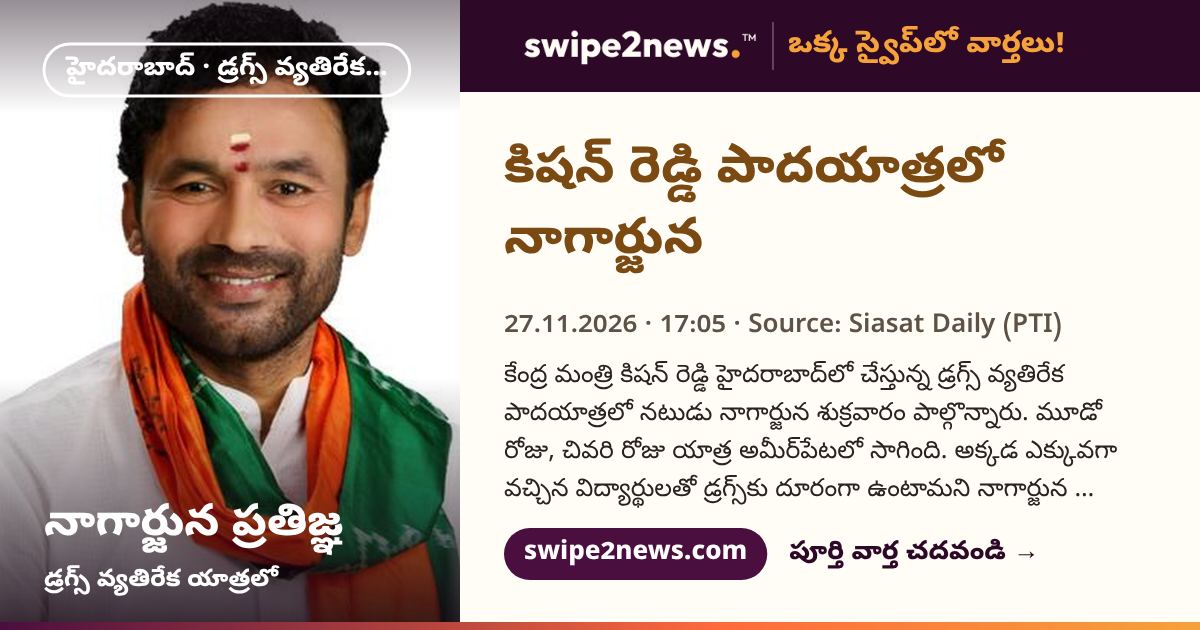 హైదరాబాద్ · డ్రగ్స్ వ్యతిరేక...
నాగార్జున ప్రతిజ్ఞ
డ్రగ్స్ వ్యతిరేక యాత్రలో
swipe2news.™ ఒక్క స్వైప్‌లో వార్తలు!
కిషన్ రెడ్డి పాదయాత్రలో
నాగార్జున
27.11.2026 · 17:05 · Source: Siasat Daily (PTI)
కేంద్ర మంత్రి కిషన్ రెడ్డి హైదరాబాద్‌లో చేస్తున్న డ్రగ్స్ వ్యతిరేక
పాదయాత్రలో నటుడు నాగార్జున శుక్రవారం పాల్గొన్నారు. మూడో
రోజు, చివరి రోజు యాత్ర అమీర్‌పేటలో సాగింది. అక్కడ ఎక్కువగా
వచ్చిన విద్యార్థులతో డ్రగ్స్‌కు దూరంగా ఉంటామని నాగార్జున ...
swipe2news.com పూర్తి వార్త చదవండి →